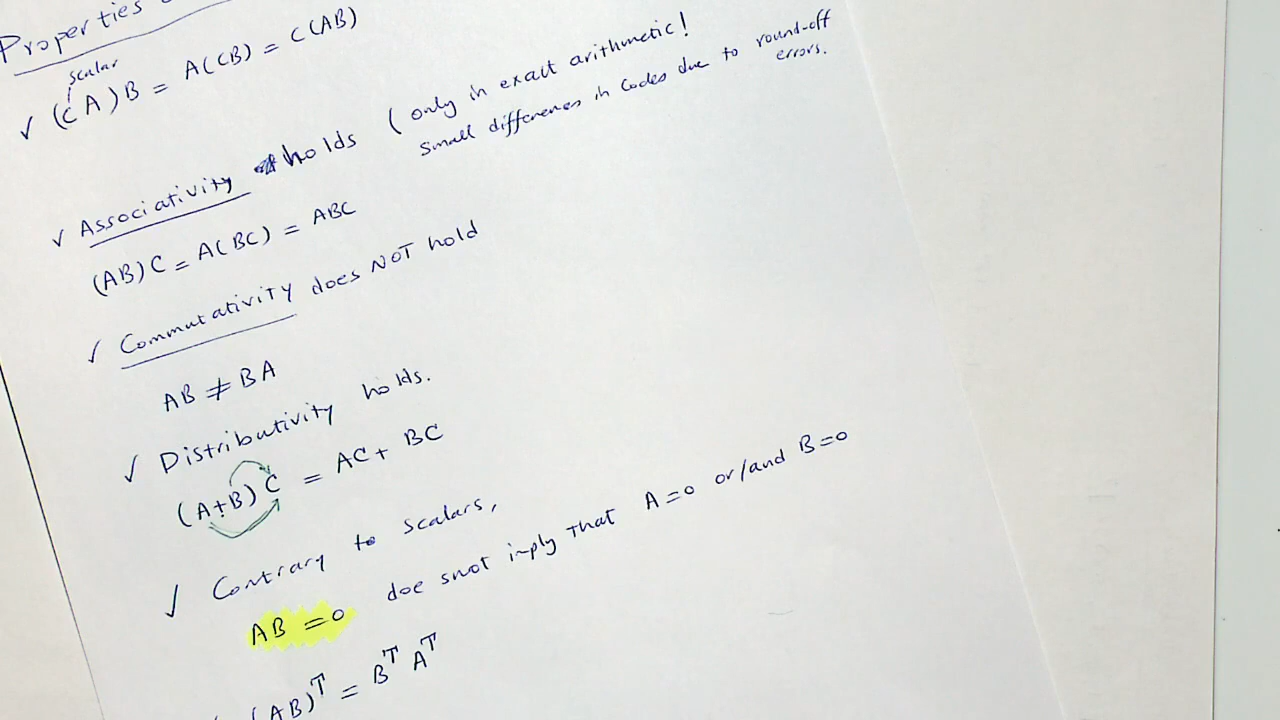 Properties
scalar
✓ (CA)B = A(CB) = C(AB)
✓ Associativity holds (only in exact arithmetic!
Small differences in Codes due to round-off
errors.
(AB)C = A(BC) = ABC
✓ Commutativity does NOT hold
AB ≠ BA
✓ Distributivity holds.
(A+B)C = AC + BC
✓ Contrary to scalars,
AB = 0 does not imply that A=0 or/and B=0
(AB)ᵀ = Bᵀ Aᵀ